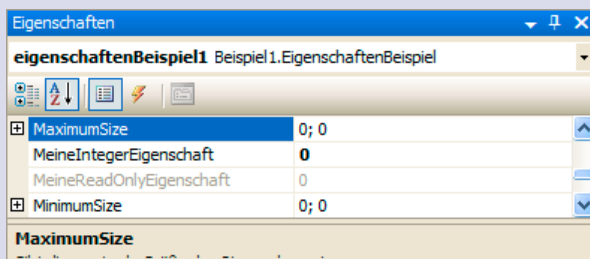 Eigenschaften
eigenschaftenBeispiel1 Beispiel1.EigenschaftenBeispiel
A Z
MaximumSize 0; 0
MeineIntegerEigenschaft 0
MeineReadOnlyEigenschaft 0
MinimumSize 0; 0
MaximumSize